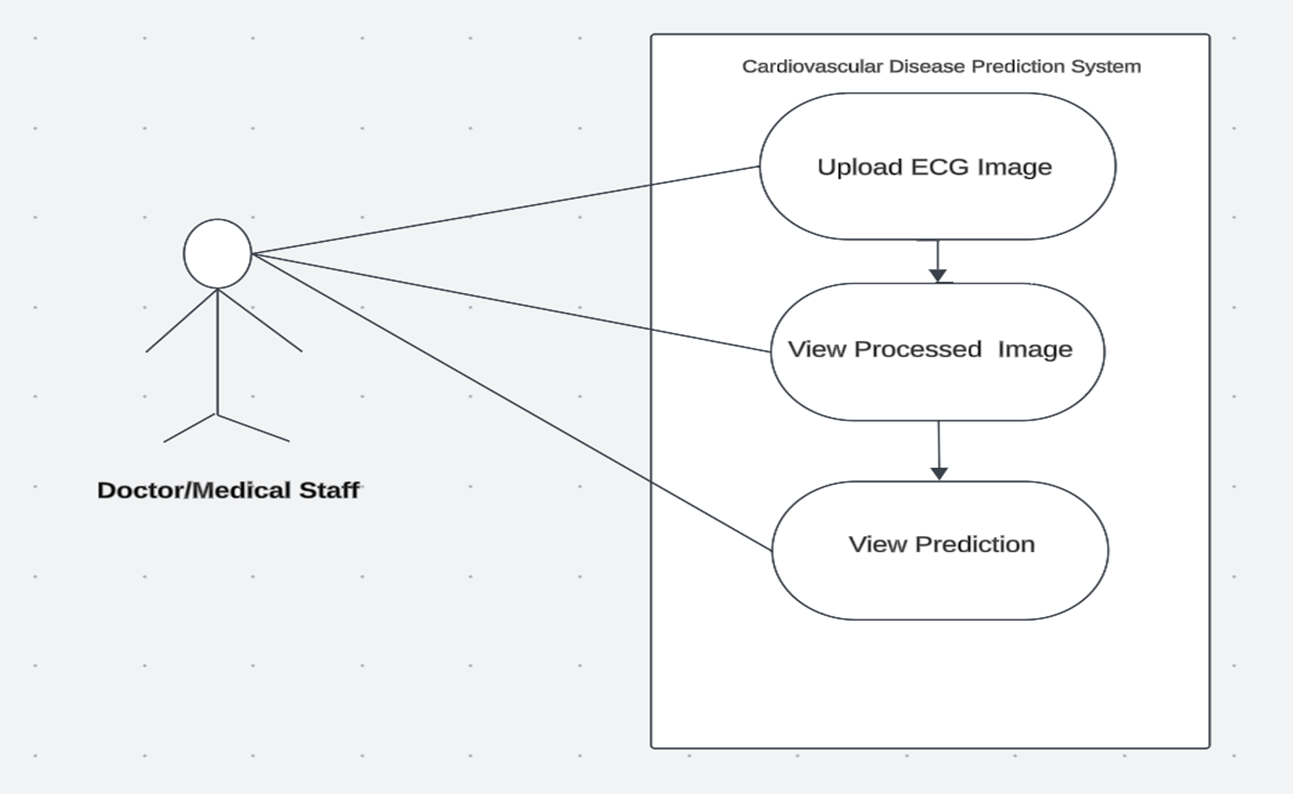 Cardiovascular Disease Prediction System
Upload ECG Image
View Processed  Image
Doctor/Medical Staff
View Prediction